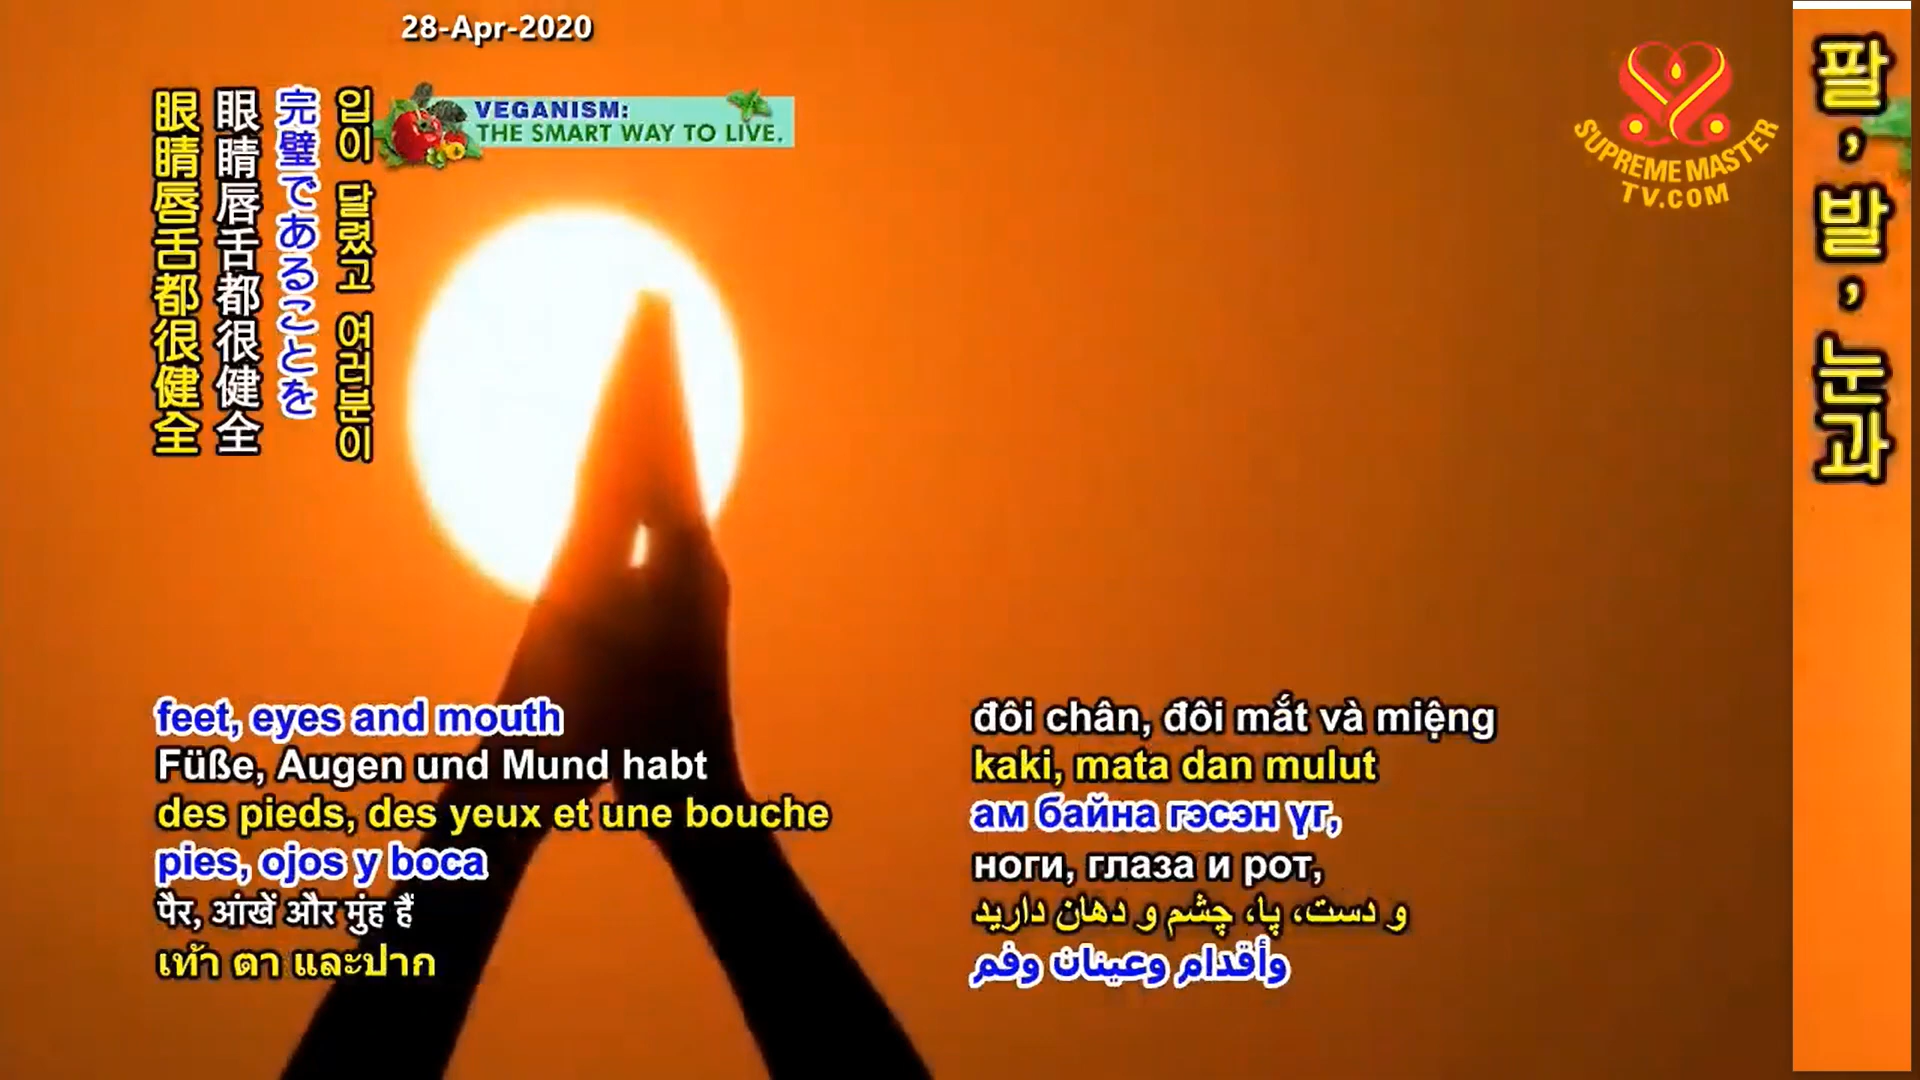 28-Apr-2020
VEGANISM:
THE SMART WAY TO LIVE.
SUPREME MASTER
TV.COM
팔, 발, 눈과
입이 달렸고 여러분이
完璧であることを
眼睛唇舌都很健全
眼睛唇舌都很健全
feet, eyes and mouth
Füße, Augen und Mund habt
des pieds, des yeux et une bouche
pies, ojos y boca
पैर, आंखें और मुंह हैं
เท้า ตา และปาก
đôi chân, đôi mắt và miệng
kaki, mata dan mulut
ам байна гэсэн үг,
ноги, глаза и рот,
و دست، پا، چشم و دهان دارید
وأقدام وعينان وفم